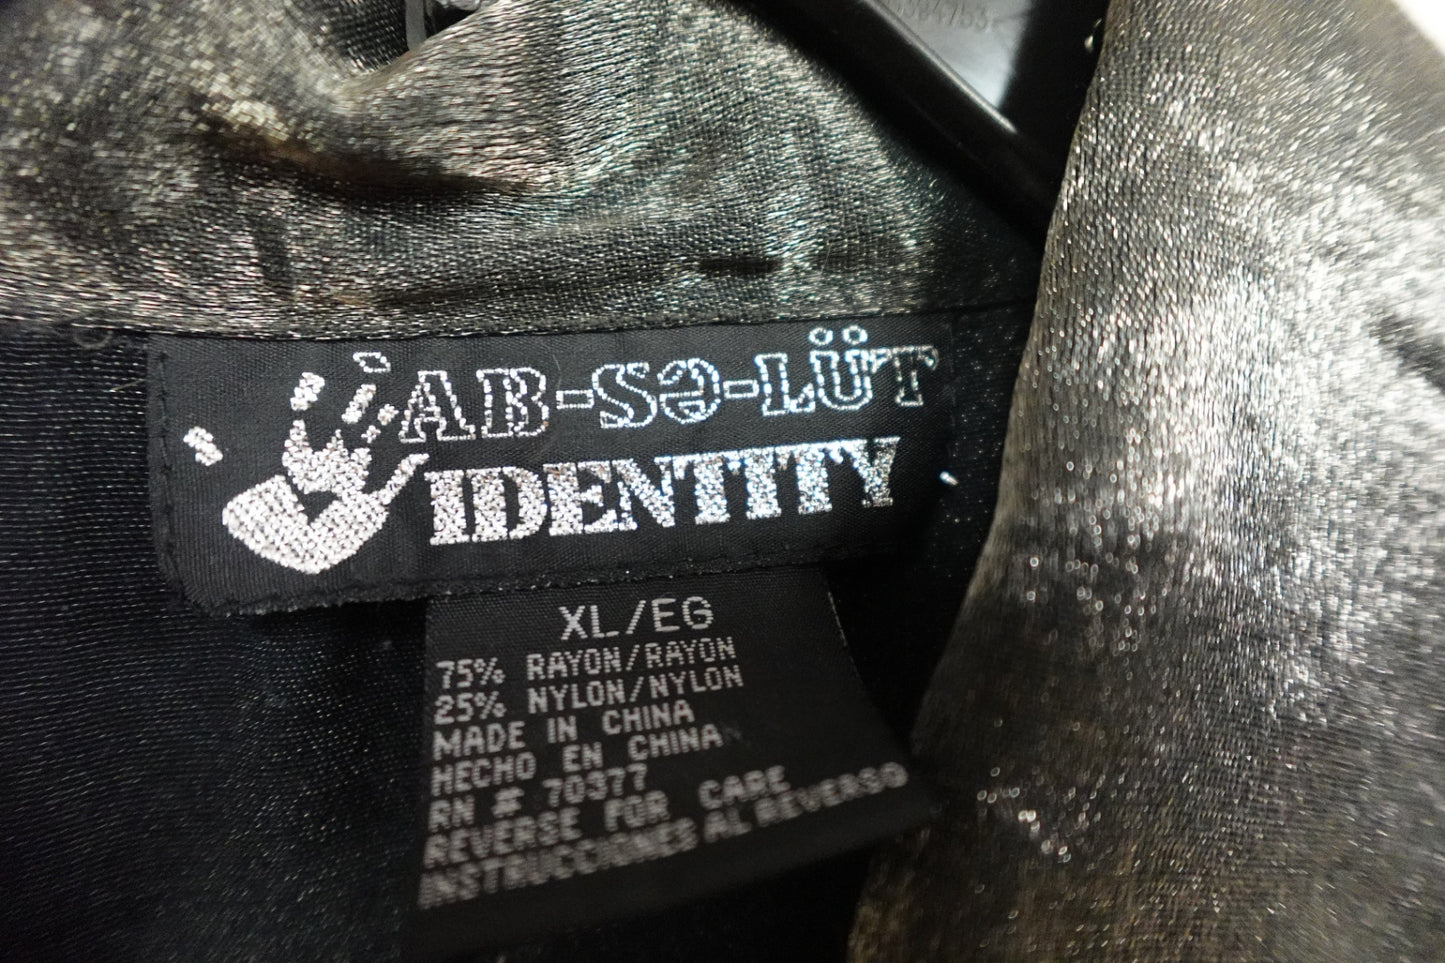 AB-Sə-LÜT
IDENTITY
XL/EG
75% RAYON/RAYON
25% NYLON/NYLON
MADE IN CHINA
HECHO EN CHINA
RN # 70377
REVERSE FOR CARE
INSTRUCCIONES AL REVERSO